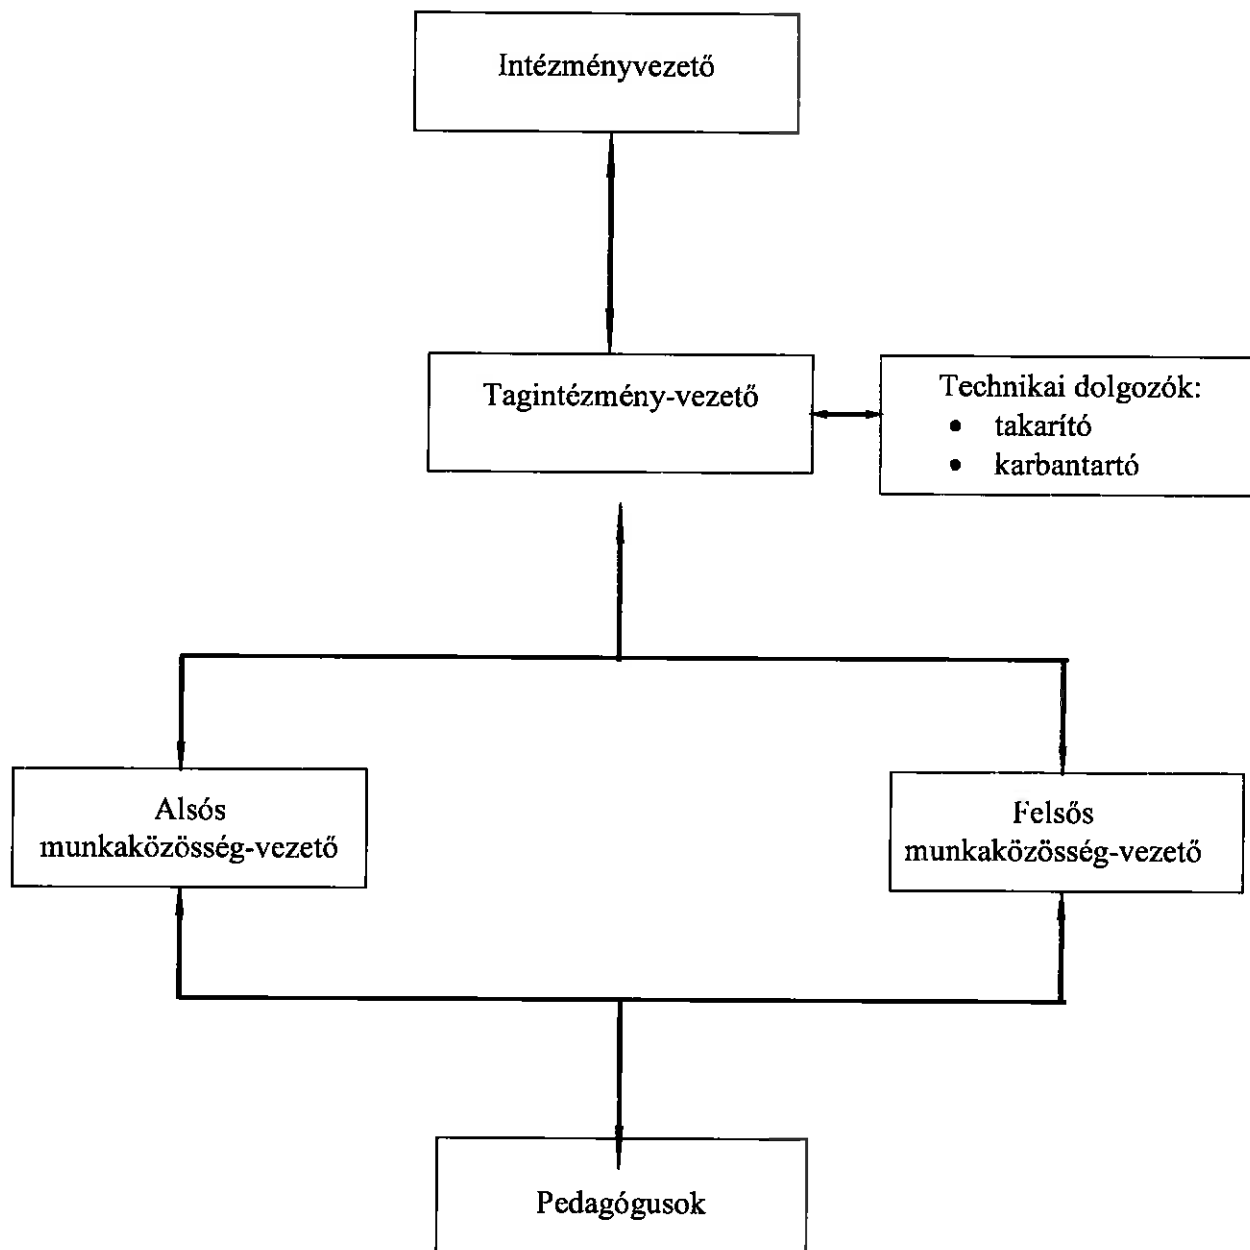 Intézményvezető
Tagintézmény-vezető
Technikai dolgozók:
• takarító
• karbantartó
Alsós
munkaközösség-vezető
Felsős
munkaközösség-vezető
Pedagógusok